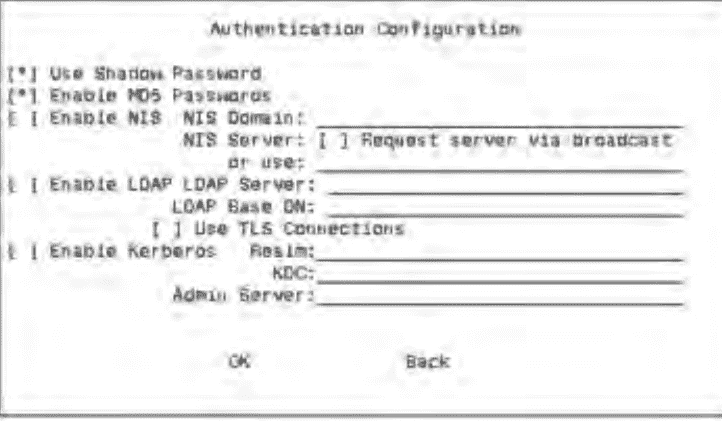 Authentication Configuration
[*] Use Shadow Password
[*] Enable MD5 Passwords
[ ] Enable NIS NIS Domain:
NIS Server: [ ] Request server via broadcast
or use:
[ ] Enable LDAP LDAP Server:
LDAP Base DN:
[ ] Use TLS Connections
[ ] Enable Kerberos Realm:
KDC:
Admin Server:
OK Back